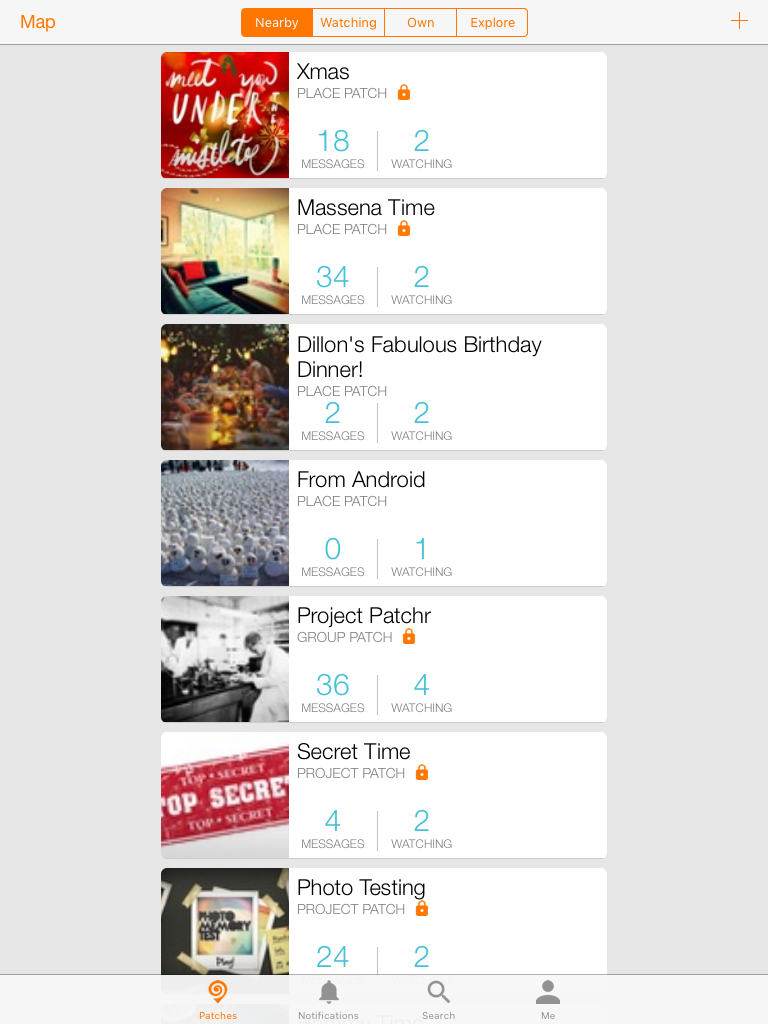 Map
Nearby
Watching
Own
Explore
meet you
UNDER
THE
mistletoe
Xmas
PLACE PATCH
18
2
MESSAGES
WATCHING
Massena Time
PLACE PATCH
34
2
MESSAGES
WATCHING
Dillon's Fabulous Birthday
Dinner!
PLACE PATCH
2
2
MESSAGES
WATCHING
From Android
PLACE PATCH
0
1
MESSAGES
WATCHING
Project Patchr
GROUP PATCH
36
4
MESSAGES
WATCHING
TOP • SECRET
TOP SECRET
TOP • SECRET
Secret Time
PROJECT PATCH
4
2
MESSAGES
WATCHING
PHOTO
MEMORY
TEST
Play!
Photo Testing
PROJECT PATCH
24
2
Patches
Notifications
Search
Me